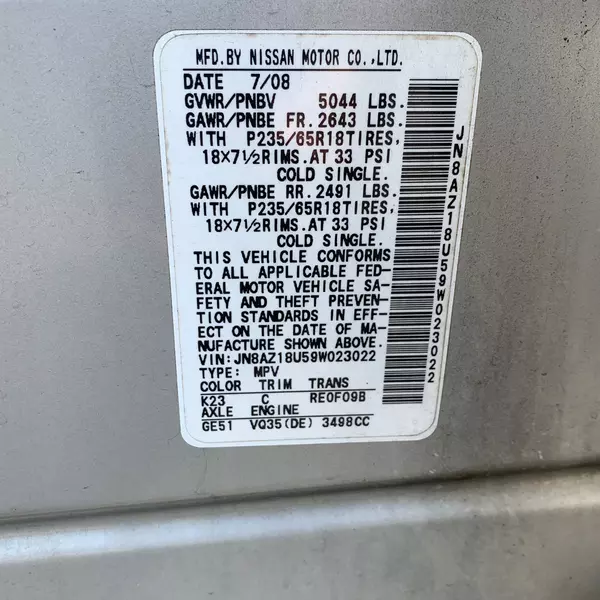 MFD.BY NISSAN MOTOR CO.,LTD.
DATE 7/08
GVWR/PNBV 5044 LBS.
GAWR/PNBE FR.2643 LBS.
WITH P235/65R18TIRES,
18×7½RIMS.AT 33 PSI
COLD SINGLE.
GAWR/PNBE RR.2491 LBS.
WITH P235/65R18TIRES,
18×7½RIMS.AT 33 PSI
COLD SINGLE.
THIS VEHICLE CONFORMS
TO ALL APPLICABLE FED-
ERAL MOTOR VEHICLE SA-
FETY AND THEFT PREVEN-
TION STANDARDS IN EFF-
ECT ON THE DATE OF MA-
NUFACTURE SHOWN ABOVE.
VIN:JN8AZ18U59W023022
TYPE: MPV
COLOR TRIM TRANS
K23 C RE0F09B
AXLE ENGINE
GE51 VQ35(DE) 3498CC
JN8AZ18U59W023022